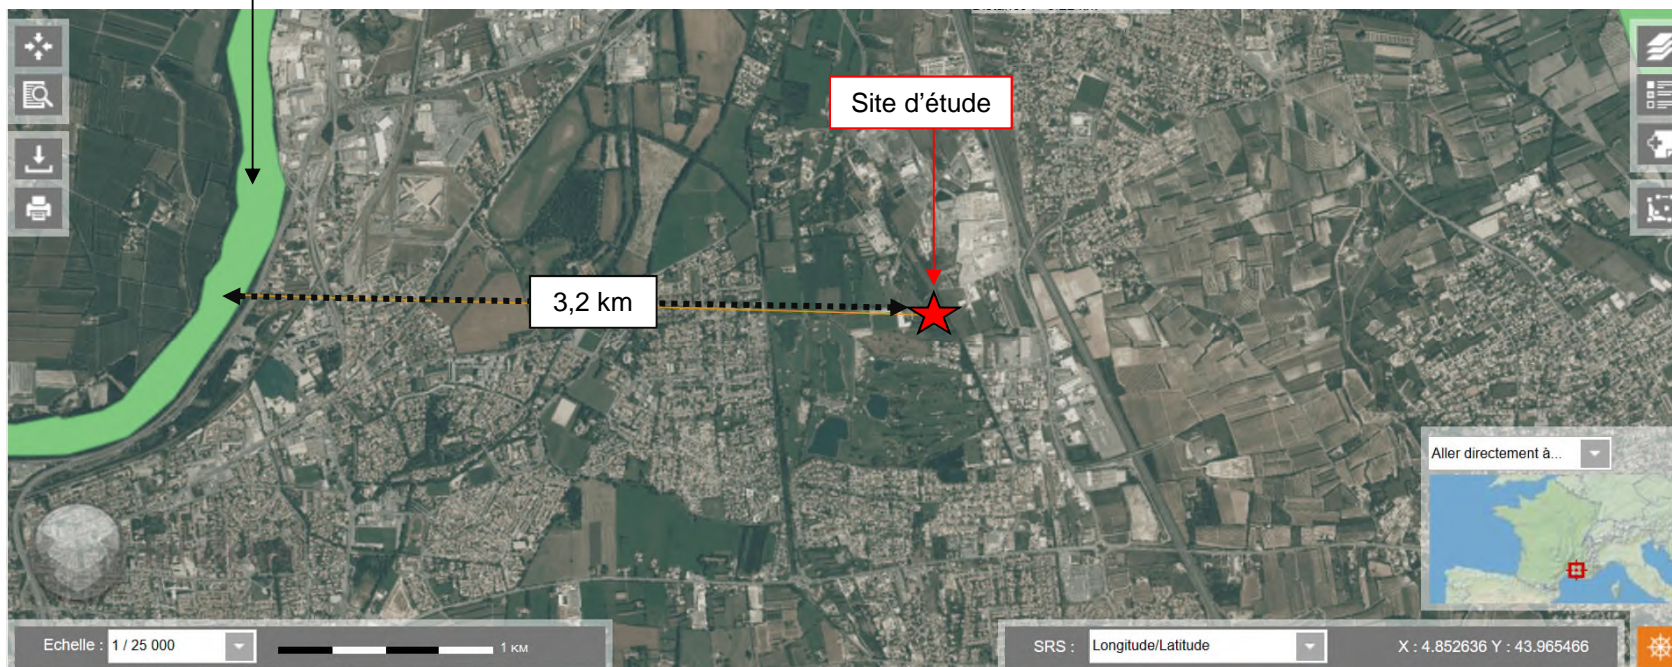 Site d'étude
3,2 km
Aller directement à...
Echelle : 1 / 25 000
1 KM
SRS : Longitude/Latitude
X : 4.852636 Y : 43.965466